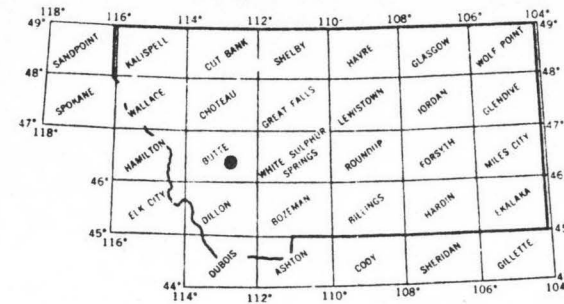 118° 116° 114° 112° 110° 108° 106° 104°
49° 49°
SANDPOINT KALISPELL CUT BANK SHELBY HAVRE GLASGOW WOLF POINT
48° 48°
SPOKANE WALLACE CHOTEAU GREAT FALLS LEWISTOWN JORDAN GLENDIVE
47° 47°
118°
HAMILTON BUTTE WHITE SULPHUR SPRINGS ROUNDUP FORSYTH MILES CITY
46° 46°
ELK CITY DILLON BOZEMAN BILLINGS HARDIN EKALAKA
45° 45°
116°
DUBOIS ASHTON CODY SHERIDAN GILLETTE
44°
114° 112° 110° 108° 106° 104